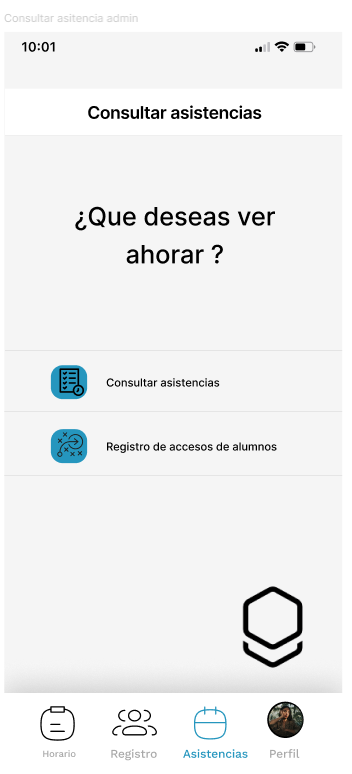 Consultar asitencia admin
10:01
Consultar asistencias
¿Que deseas ver
ahorar ?
Consultar asistencias
Registro de accesos de alumnos
Horario
Registro
Asistencias
Perfil